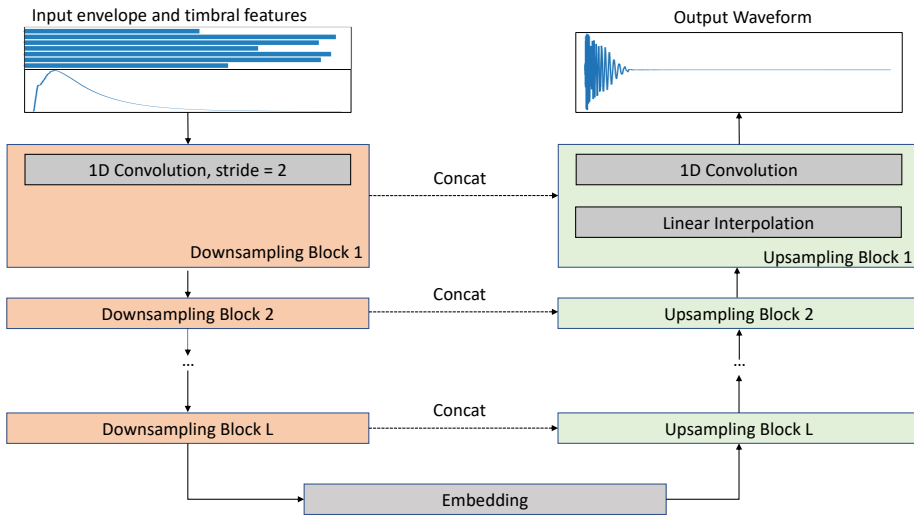 Input envelope and timbral features
Output Waveform
1D Convolution, stride = 2
Downsampling Block 1
Concat
1D Convolution
Linear Interpolation
Upsampling Block 1
Downsampling Block 2
Concat
Upsampling Block 2
...
...
Downsampling Block L
Concat
Upsampling Block L
Embedding